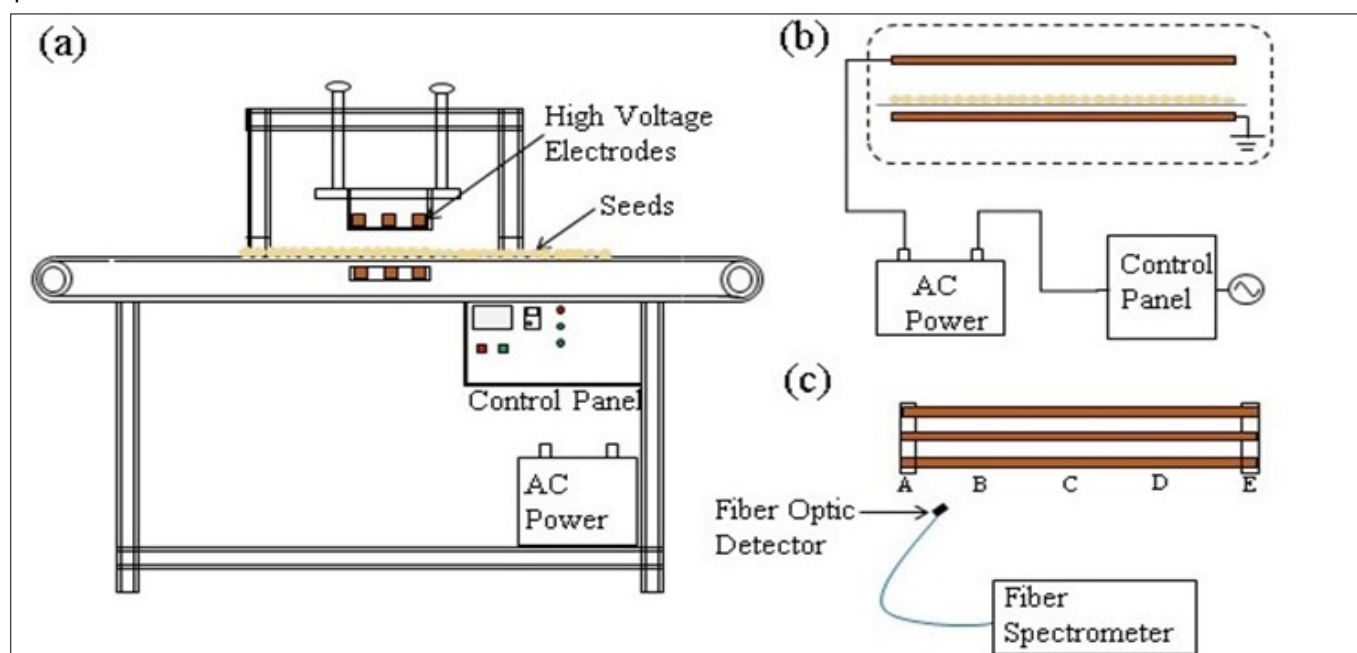 (a)
High Voltage
Electrodes
Seeds
Control Panel
AC
Power
(b)
AC
Power
Control
Panel
(c)
A B C D E
Fiber Optic
Detector
Fiber
Spectrometer